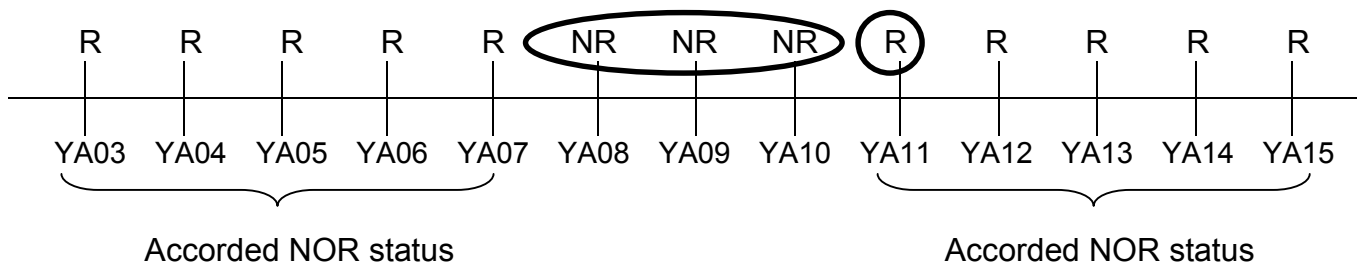 R R R R R NR NR NR R R R R R
YA03 YA04 YA05 YA06 YA07 YA08 YA09 YA10 YA11 YA12 YA13 YA14 YA15
Accorded NOR status Accorded NOR status